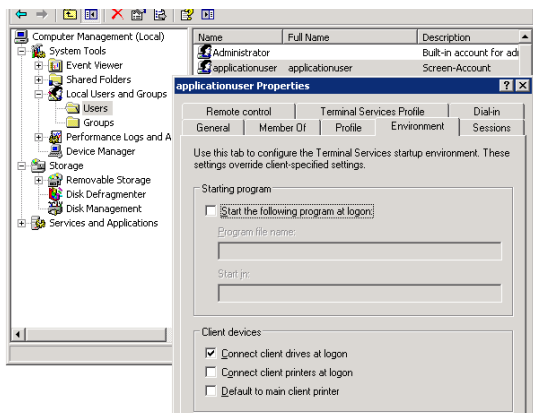 Computer Management (Local)
System Tools
Event Viewer
Shared Folders
Local Users and Groups
Users
Groups
Performance Logs and A
Device Manager
Storage
Removable Storage
Disk Defragmenter
Disk Management
Services and Applications
Name Full Name Description
Administrator Built-in account for adm
applicationuser applicationuser Screen-Account
applicationuser Properties
Remote control Terminal Services Profile Dial-in
General Member Of Profile Environment Sessions
Use this tab to configure the Terminal Services startup environment. These
settings override client-specified settings.
Starting program
Start the following program at logon:
Program file name:
Start in:
Client devices
Connect client drives at logon
Connect client printers at logon
Default to main client printer